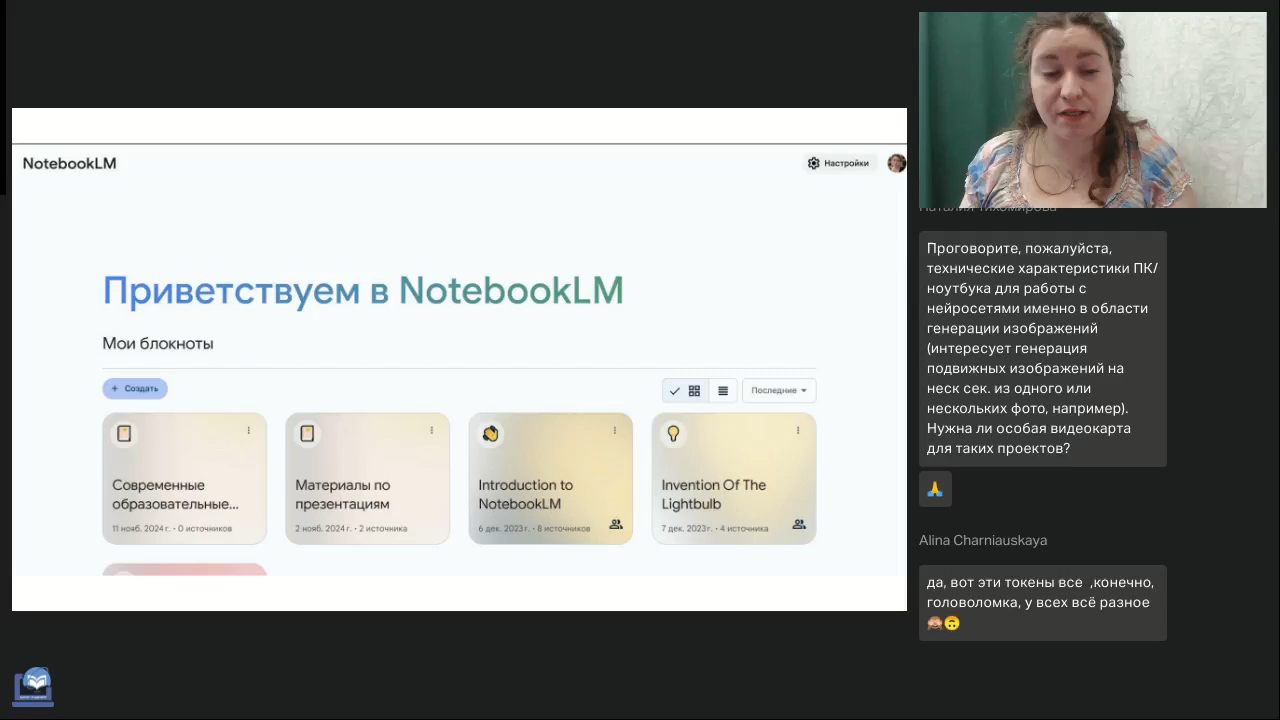 NotebookLM
Настройки
Приветствуем в NotebookLM
Мои блокноты
+ Создать
Последние
Современные
образовательные...
11 нояб. 2024 г. · 0 источников
Материалы по
презентациям
2 нояб. 2024 г. · 2 источника
Introduction to
NotebookLM
6 дек. 2023 г. · 8 источников
Invention Of The
Lightbulb
7 дек. 2023 г. · 4 источника
Наталия Тихомирова
Проговорите, пожалуйста,
технические характеристики ПК/
ноутбука для работы с
нейросетями именно в области
генерации изображений
(интересует генерация
подвижных изображений на
неск сек. из одного или
нескольких фото, например).
Нужна ли особая видеокарта
для таких проектов?
🙏
Alina Charniauskaya
да, вот эти токены все ,конечно,
головоломка, у всех всё разное
🙈🙃